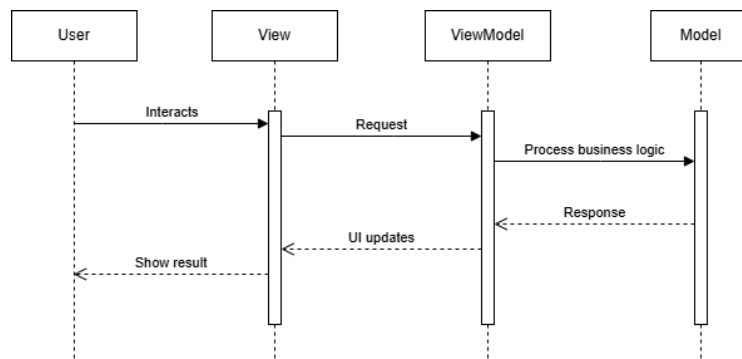 User
View
ViewModel
Model
Interacts
Request
Process business logic
Response
UI updates
Show result